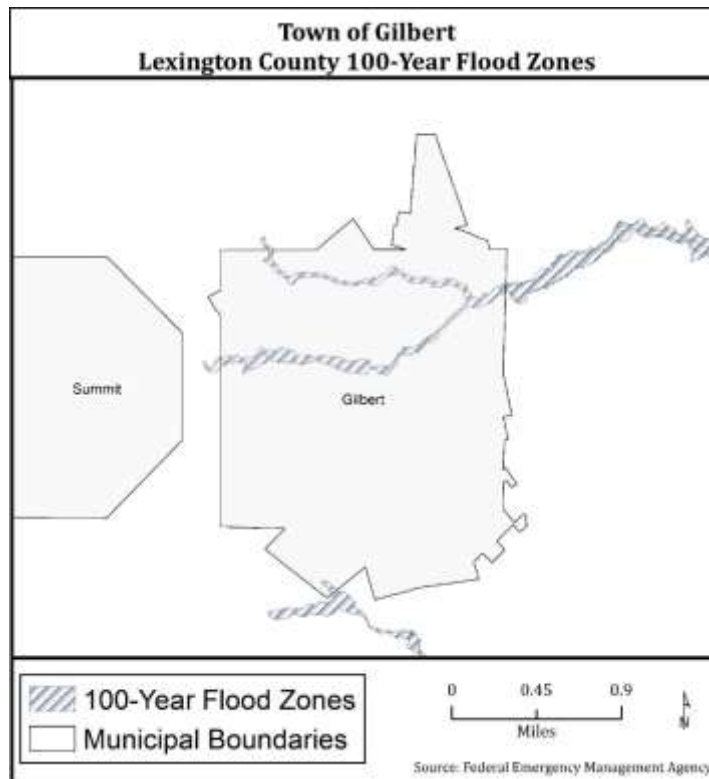 Town of Gilbert
Lexington County 100-Year Flood Zones
Summit
Gilbert
100-Year Flood Zones
Municipal Boundaries
0 0.45 0.9
Miles
N
Source: Federal Emergency Management Agency